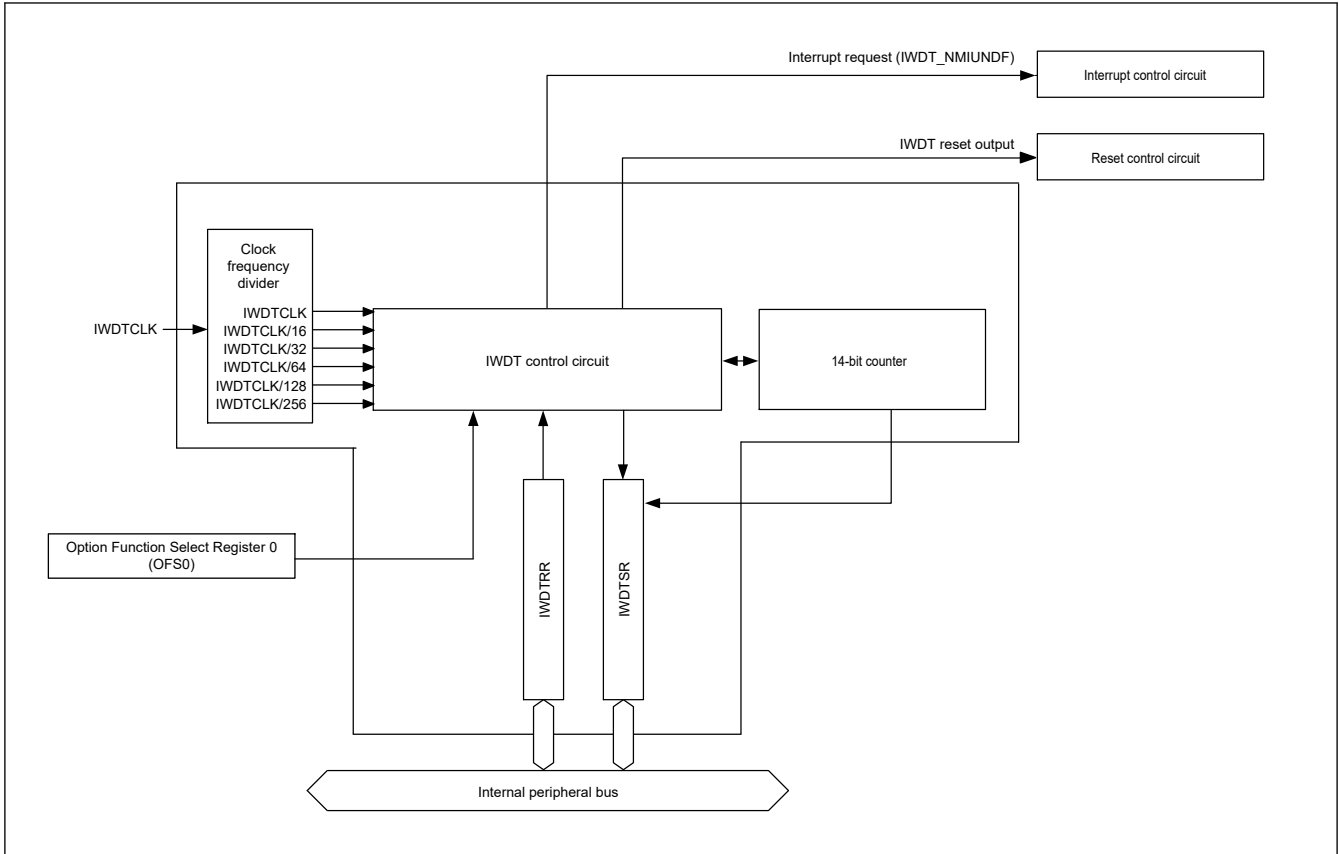 Interrupt request (IWDT_NMIUNDF)
Interrupt control circuit
IWDT reset output
Reset control circuit
Clock
frequency
divider
IWDTCLK
IWDTCLK
IWDTCLK/16
IWDTCLK/32
IWDTCLK/64
IWDTCLK/128
IWDTCLK/256
IWDT control circuit
14-bit counter
Option Function Select Register 0
(OFS0)
IWDTRR
IWDTSR
Internal peripheral bus